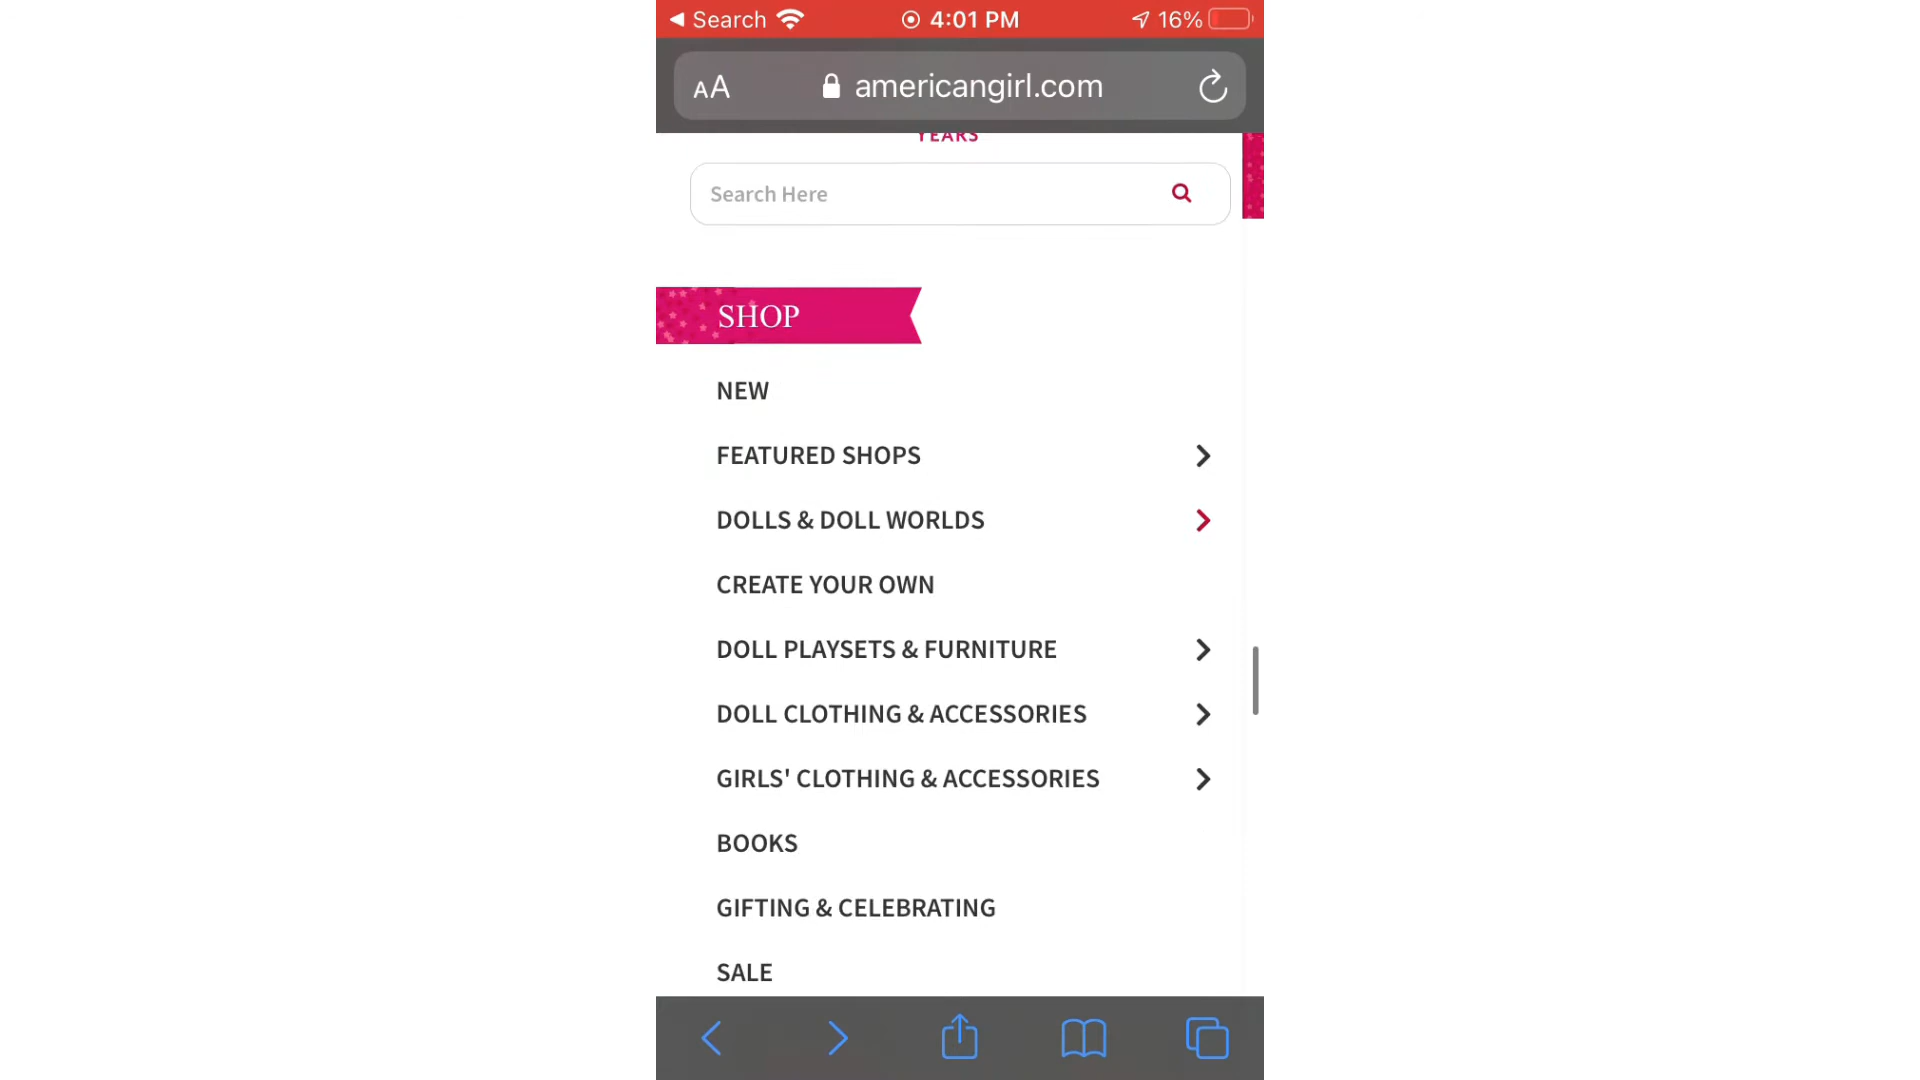 Search 4:01 PM 16%
AA americangirl.com
YEARS
Search Here
SHOP
NEW
FEATURED SHOPS
DOLLS & DOLL WORLDS
CREATE YOUR OWN
DOLL PLAYSETS & FURNITURE
DOLL CLOTHING & ACCESSORIES
GIRLS' CLOTHING & ACCESSORIES
BOOKS
GIFTING & CELEBRATING
SALE